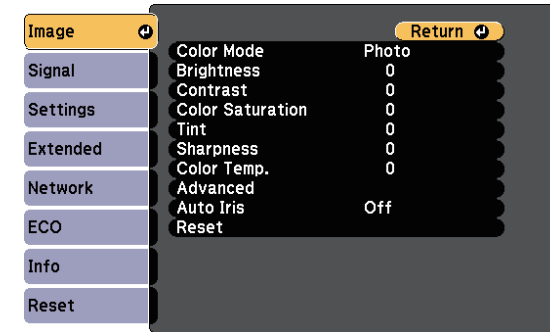 Image
Signal
Settings
Extended
Network
ECO
Info
Reset
Return
Color Mode Photo
Brightness 0
Contrast 0
Color Saturation 0
Tint 0
Sharpness 0
Color Temp. 0
Advanced
Auto Iris Off
Reset